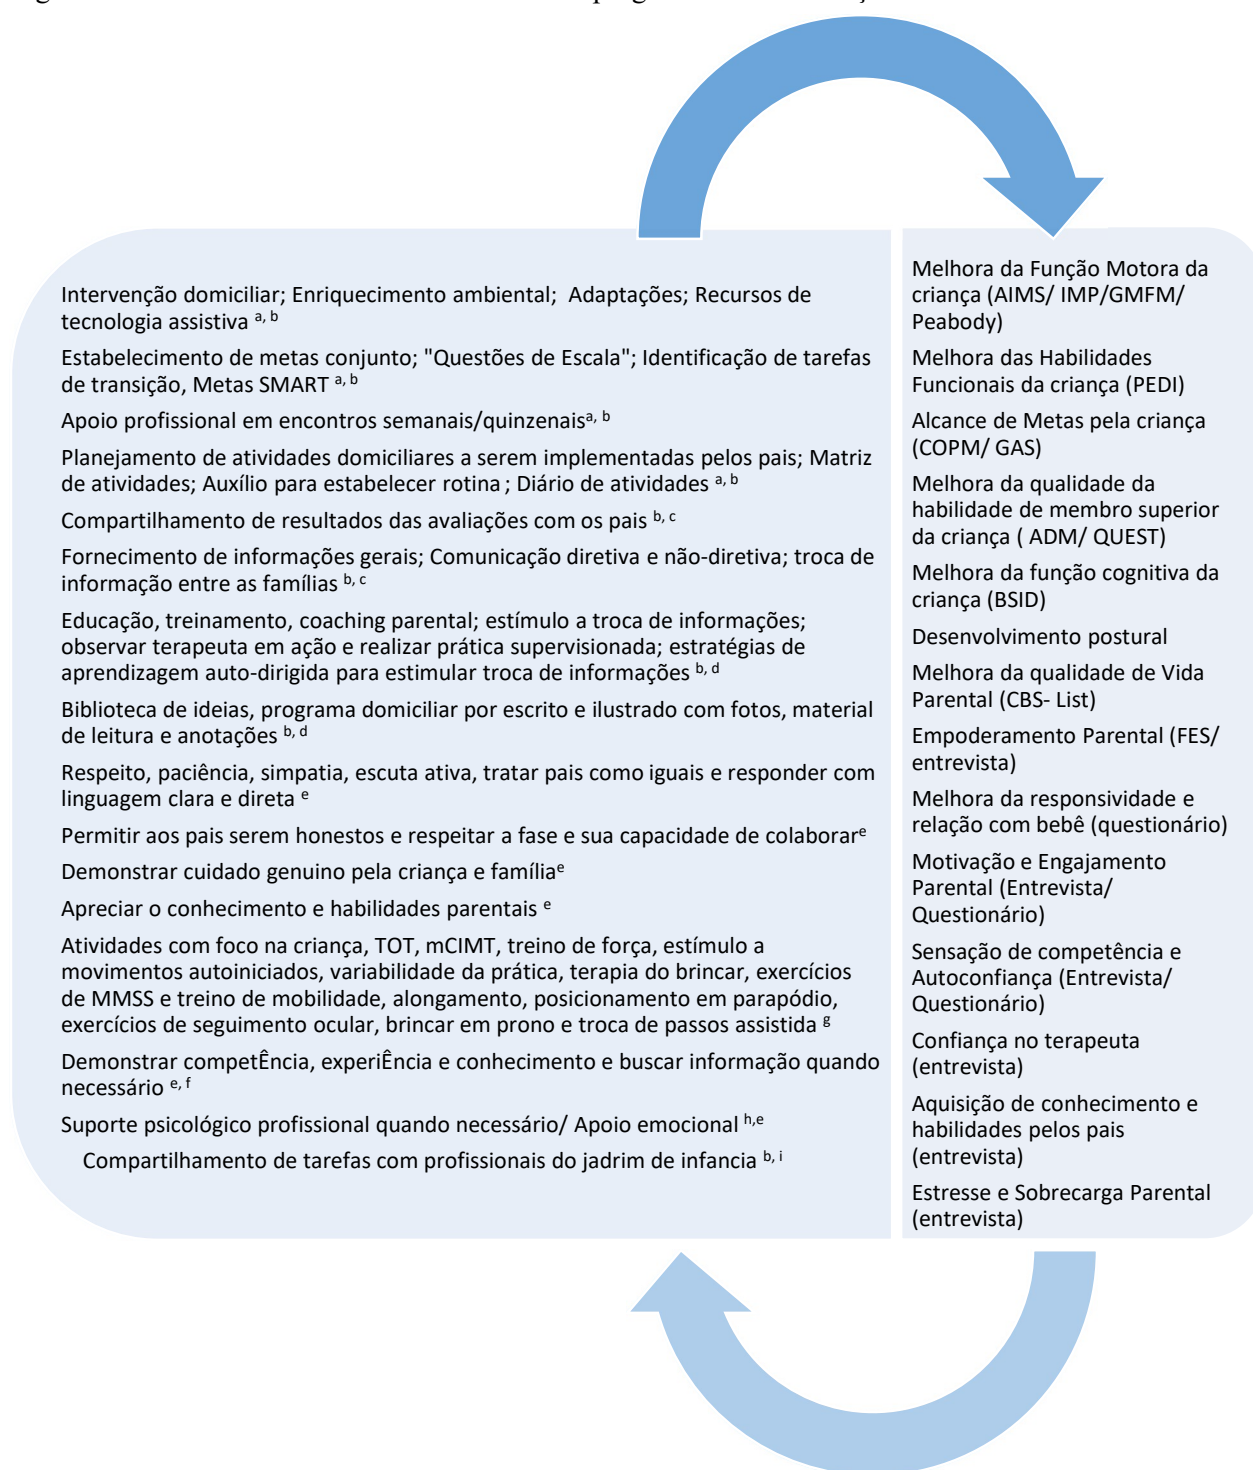 Intervenção domiciliar; Enriquecimento ambiental; Adaptações; Recursos de
tecnologia assistiva a, b
Estabelecimento de metas conjunto; "Questões de Escala"; Identificação de tarefas
de transição, Metas SMART a, b
Apoio profissional em encontros semanais/quinzenais a, b
Planejamento de atividades domiciliares a serem implementadas pelos pais; Matriz
de atividades; Auxílio para estabelecer rotina ; Diário de atividades a, b
Compartilhamento de resultados das avaliações com os pais b, c
Fornecimento de informações gerais; Comunicação diretiva e não-diretiva; troca de
informação entre as famílias b, c
Educação, treinamento, coaching parental; estímulo a troca de informações;
observar terapeuta em ação e realizar prática supervisionada; estratégias de
aprendizagem auto-dirigida para estimular troca de informações b, d
Biblioteca de ideias, programa domiciliar por escrito e ilustrado com fotos, material
de leitura e anotações b, d
Respeito, paciência, simpatia, escuta ativa, tratar pais como iguais e responder com
linguagem clara e direta e
Permitir aos pais serem honestos e respeitar a fase e sua capacidade de colaborar e
Demonstrar cuidado genuino pela criança e família e
Apreciar o conhecimento e habilidades parentais e
Atividades com foco na criança, TOT, mCIMT, treino de força, estímulo a
movimentos autoiniciados, variabilidade da prática, terapia do brincar, exercícios
de MMSS e treino de mobilidade, alongamento, posicionamento em parapódio,
exercícios de seguimento ocular, brincar em prono e troca de passos assistida g
Demonstrar competÊncia, experiÊncia e conhecimento e buscar informação quando
necessário e, f
Suporte psicológico profissional quando necessário/ Apoio emocional h,e
Compartilhamento de tarefas com profissionais do jadrim de infancia b, i
Melhora da Função Motora da
criança (AIMS/ IMP/GMFM/
Peabody)
Melhora das Habilidades
Funcionais da criança (PEDI)
Alcance de Metas pela criança
(COPM/ GAS)
Melhora da qualidade da
habilidade de membro superior
da criança ( ADM/ QUEST)
Melhora da função cognitiva da
criança (BSID)
Desenvolvimento postural
Melhora da qualidade de Vida
Parental (CBS- List)
Empoderamento Parental (FES/
entrevista)
Melhora da responsividade e
relação com bebê (questionário)
Motivação e Engajamento
Parental (Entrevista/
Questionário)
Sensação de competência e
Autoconfiança (Entrevista/
Questionário)
Confiança no terapeuta
(entrevista)
Aquisição de conhecimento e
habilidades pelos pais
(entrevista)
Estresse e Sobrecarga Parental
(entrevista)